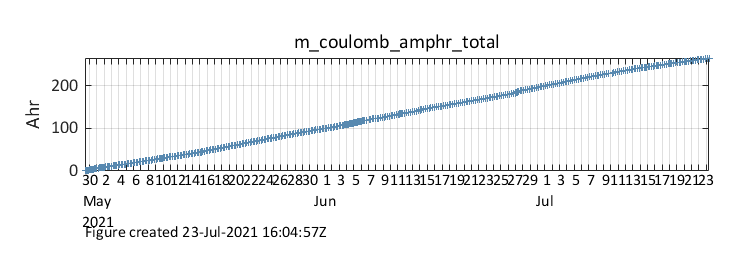 m_coulomb_amphr_total
Ahr
200
100
0
30 2 4 6 8 10 12 14 16 18 20 22 24 26 28 30 1 3 5 7 9 11 13 15 17 19 21 23 25 27 29 1 3 5 7 9 11 13 15 17 19 21 23
May Jun Jul
2021
Figure created 23-Jul-2021 16:04:57Z